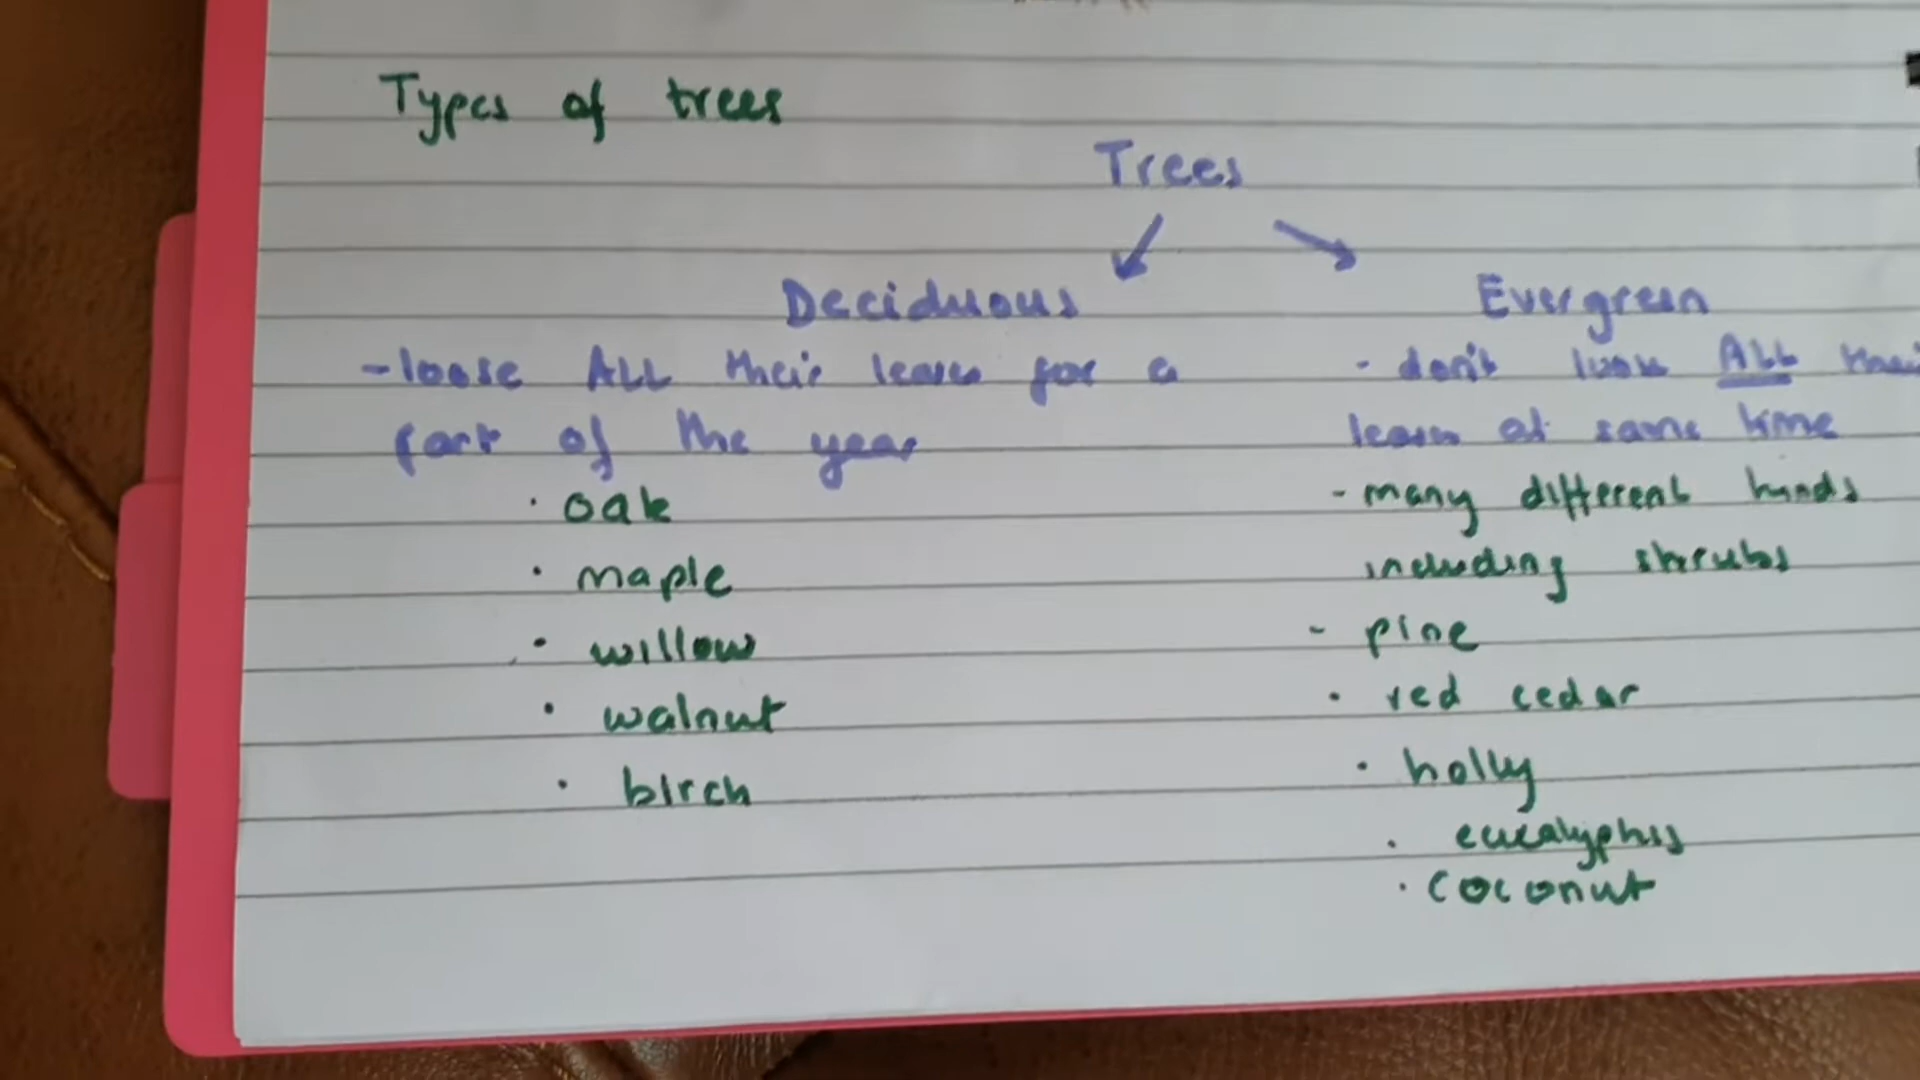 Types of trees
Trees
Deciduous
- loose ALL their leaves for a
part of the year
· oak
· maple
· willow
· walnut
· birch
Evergreen
- don't loose ALL their
leaves at same time
- many different kinds
including shrubs
- pine
· red cedar
· holly
· eucalyptus
· coconut